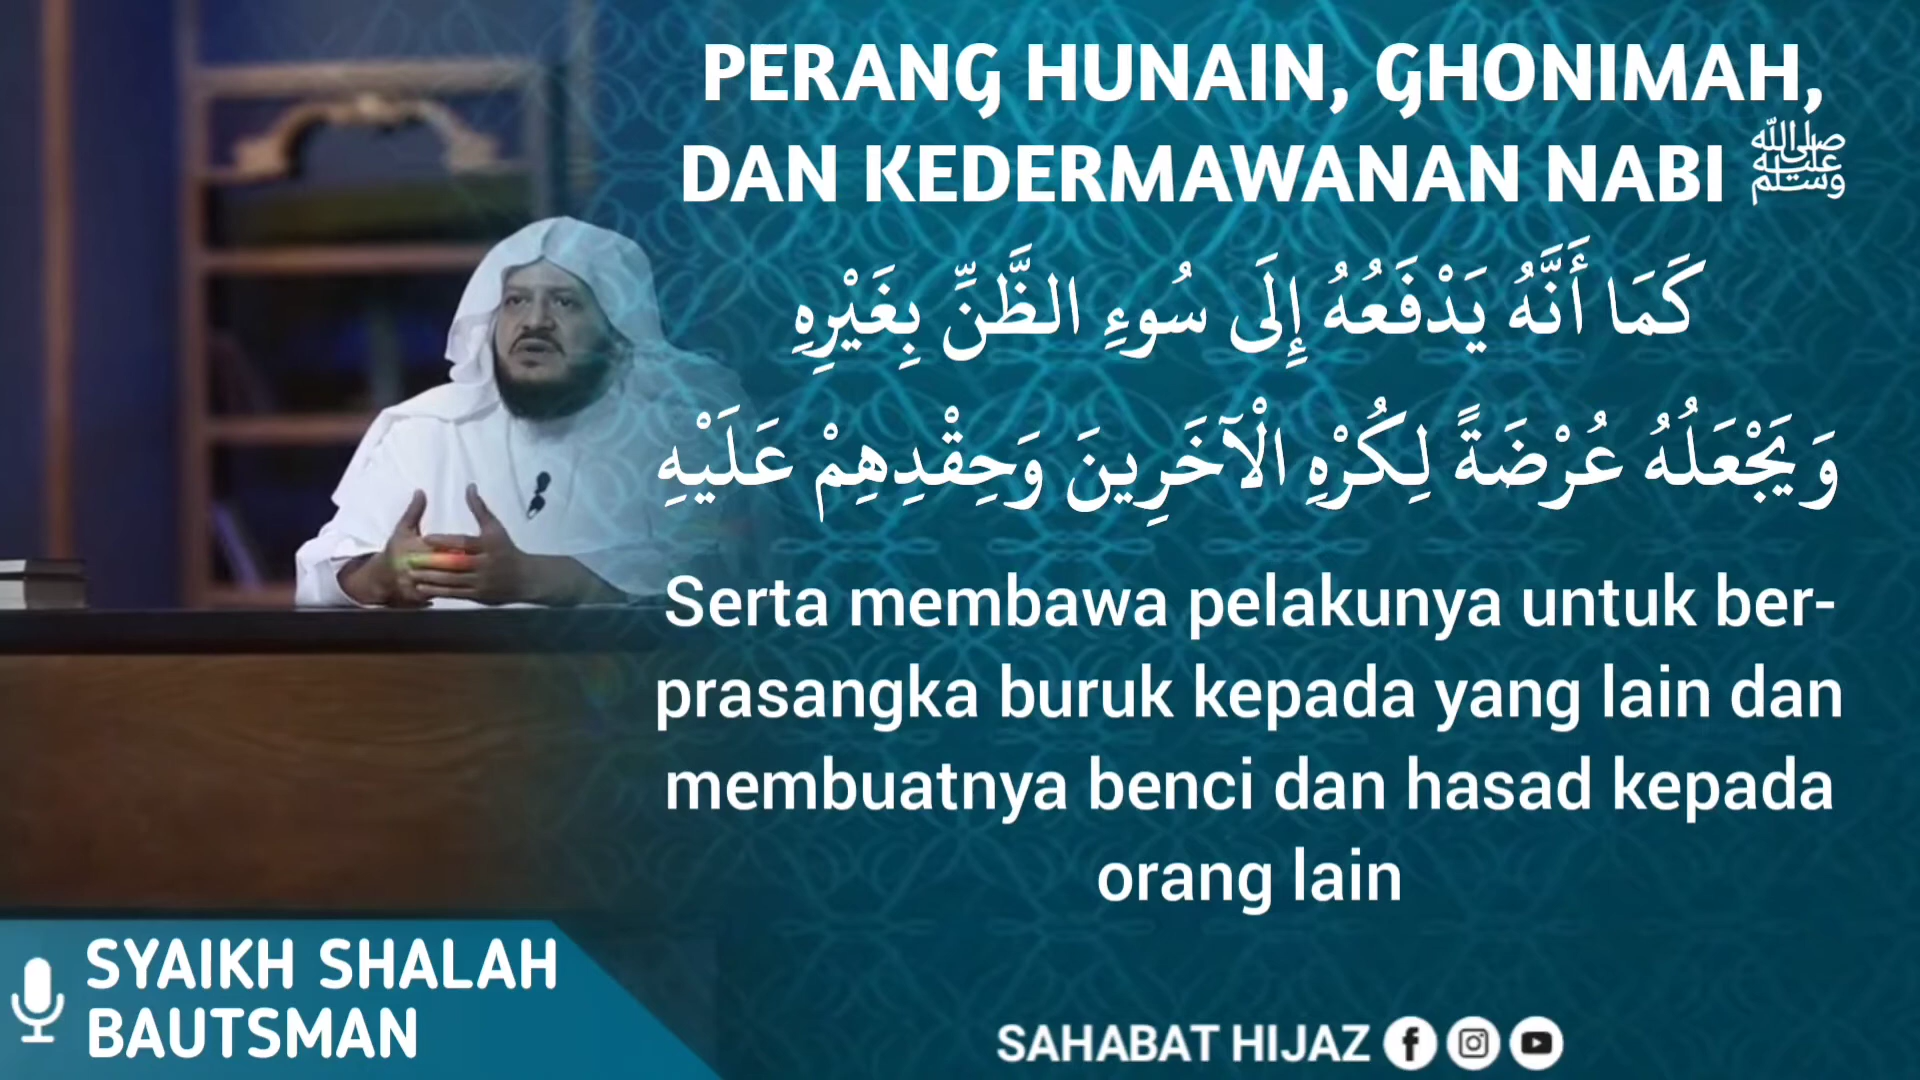 PERANG HUNAIN, GHONIMAH,
DAN KEDERMAWANAN NABI ﷺ
كَمَا أَنَّهُ يَدْفَعُهُ إِلَى سُوءِ الظَّنِّ بِغَيْرِهِ
وَيَجْعَلُهُ عُرْضَةً لِكُرْهِ الْآخَرِينَ وَحِقْدِهِمْ عَلَيْهِ
Serta membawa pelakunya untuk ber-
prasangka buruk kepada yang lain dan
membuatnya benci dan hasad kepada
orang lain
SYAIKH SHALAH
BAUTSMAN
SAHABAT HIJAZ